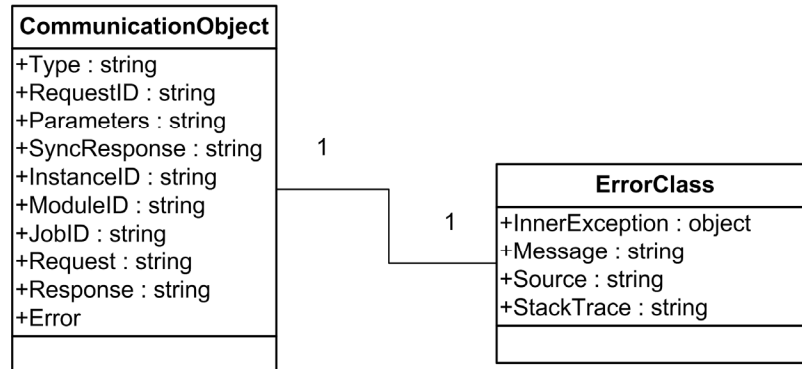 CommunicationObject
+Type : string
+RequestID : string
+Parameters : string
+SyncResponse : string
+InstanceID : string
+ModuleID : string
+JobID : string
+Request : string
+Response : string
+Error
1
1
ErrorClass
+InnerException : object
+Message : string
+Source : string
+StackTrace : string